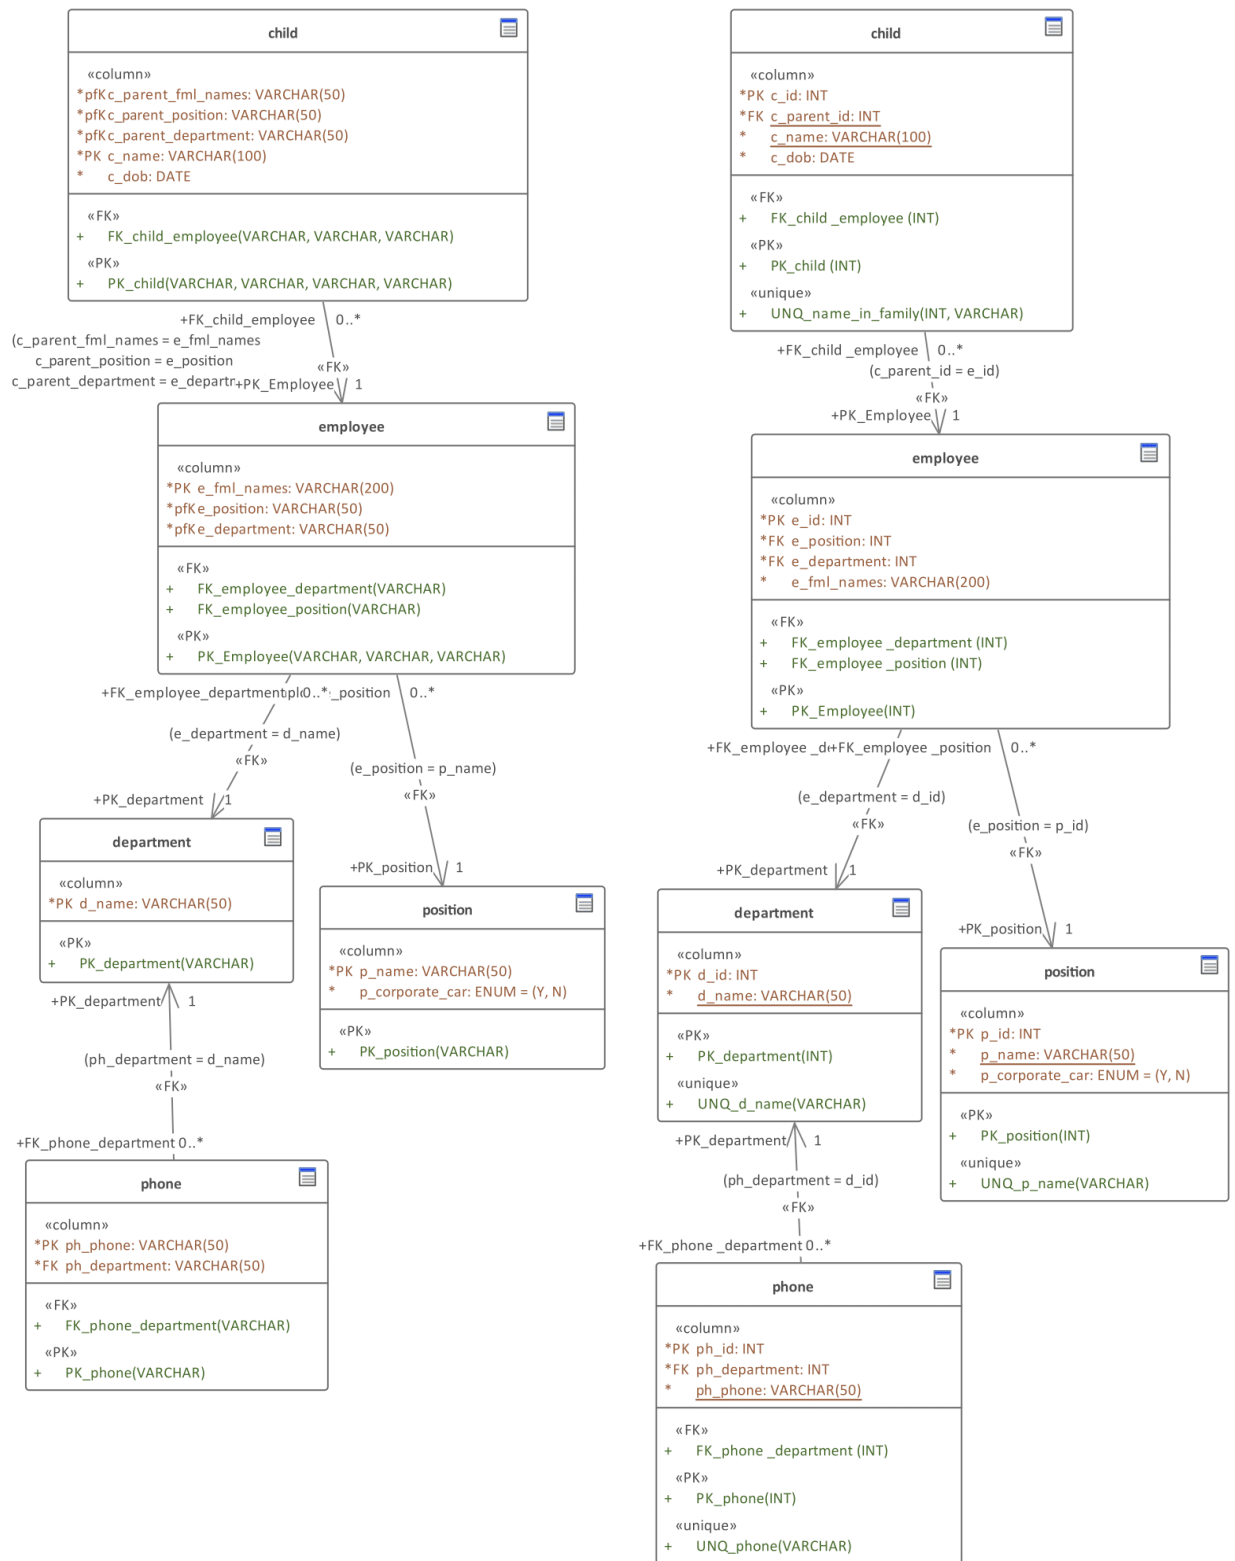 child
«column»
*pfKc_parent_fml_names: VARCHAR(50)
*pfKc_parent_position: VARCHAR(50)
*pfKc_parent_department: VARCHAR(50)
*PK c_name: VARCHAR(100)
* c_dob: DATE
«FK»
+ FK_child_employee(VARCHAR, VARCHAR, VARCHAR)
«PK»
+ PK_child(VARCHAR, VARCHAR, VARCHAR, VARCHAR)
+FK_child_employee 0..*
(c_parent_fml_names = e_fml_names
c_parent_position = e_position
c_parent_department = e_departr
«FK»
+PK_Employee 1
employee
«column»
*PK e_fml_names: VARCHAR(200)
*pfKe_position: VARCHAR(50)
*pfKe_department: VARCHAR(50)
«FK»
+ FK_employee_department(VARCHAR)
+ FK_employee_position(VARCHAR)
«PK»
+ PK_Employee(VARCHAR, VARCHAR, VARCHAR)
+FK_employee_department 0..* _position 0..*
(e_department = d_name)
«FK»
+PK_department 1
(e_position = p_name)
«FK»
+PK_position 1
department
«column»
*PK d_name: VARCHAR(50)
«PK»
+ PK_department(VARCHAR)
position
«column»
*PK p_name: VARCHAR(50)
* p_corporate_car: ENUM = (Y, N)
«PK»
+ PK_position(VARCHAR)
+PK_department 1
(ph_department = d_name)
«FK»
+FK_phone_department 0..*
phone
«column»
*PK ph_phone: VARCHAR(50)
*FK ph_department: VARCHAR(50)
«FK»
+ FK_phone_department(VARCHAR)
«PK»
+ PK_phone(VARCHAR)
child
«column»
*PK c_id: INT
*FK c_parent_id: INT
* c_name: VARCHAR(100)
* c_dob: DATE
«FK»
+ FK_child _employee (INT)
«PK»
+ PK_child (INT)
«unique»
+ UNQ_name_in_family(INT, VARCHAR)
+FK_child _employee 0..*
(c_parent_id = e_id)
«FK»
+PK_Employee 1
employee
«column»
*PK e_id: INT
*FK e_position: INT
*FK e_department: INT
* e_fml_names: VARCHAR(200)
«FK»
+ FK_employee _department (INT)
+ FK_employee _position (INT)
«PK»
+ PK_Employee(INT)
+FK_employee _d +FK_employee _position 0..*
(e_department = d_id)
«FK»
+PK_department 1
(e_position = p_id)
«FK»
+PK_position 1
department
«column»
*PK d_id: INT
* d_name: VARCHAR(50)
«PK»
+ PK_department(INT)
«unique»
+ UNQ_d_name(VARCHAR)
position
«column»
*PK p_id: INT
* p_name: VARCHAR(50)
* p_corporate_car: ENUM = (Y, N)
«PK»
+ PK_position(INT)
«unique»
+ UNQ_p_name(VARCHAR)
+PK_department 1
(ph_department = d_id)
«FK»
+FK_phone _department 0..*
phone
«column»
*PK ph_id: INT
*FK ph_department: INT
* ph_phone: VARCHAR(50)
«FK»
+ FK_phone _department (INT)
«PK»
+ PK_phone(INT)
«unique»
+ UNQ_phone(VARCHAR)